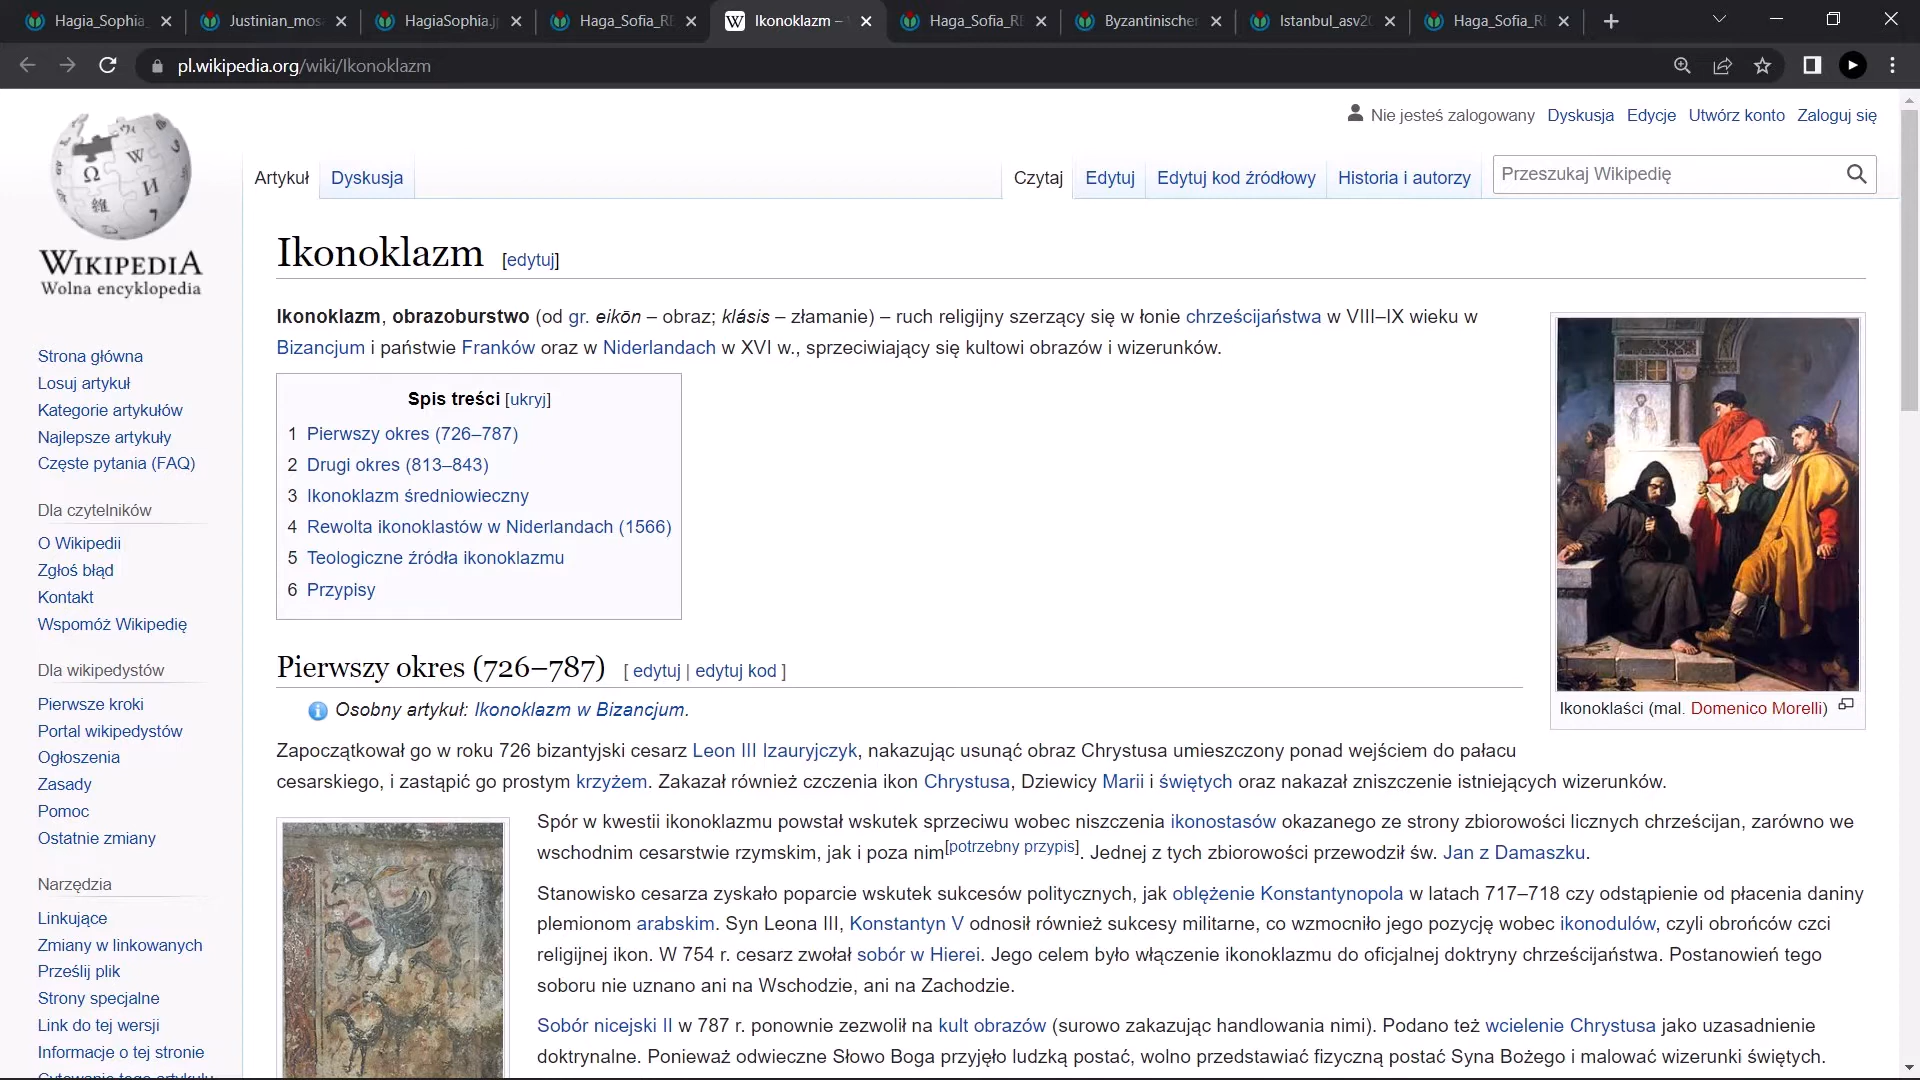 Hagia_Sophia_
Justinian_mos
HagiaSophia.j
Haga_Sofia_RB
Ikonoklazm –
Haga_Sofia_RB
Byzantinischer
Istanbul_asv20
Haga_Sofia_RB
pl.wikipedia.org/wiki/Ikonoklazm
Nie jesteś zalogowany Dyskusja Edycje Utwórz konto Zaloguj się
Artykuł Dyskusja Czytaj Edytuj Edytuj kod źródłowy Historia i autorzy Przeszukaj Wikipedię
WIKIPEDIA
Wolna encyklopedia
Strona główna
Losuj artykuł
Kategorie artykułów
Najlepsze artykuły
Częste pytania (FAQ)
Dla czytelników
O Wikipedii
Zgłoś błąd
Kontakt
Wspomóż Wikipedię
Dla wikipedystów
Pierwsze kroki
Portal wikipedystów
Ogłoszenia
Zasady
Pomoc
Ostatnie zmiany
Narzędzia
Linkujące
Zmiany w linkowanych
Prześlij plik
Strony specjalne
Link do tej wersji
Informacje o tej stronie
Cytowanie tego artykułu
Ikonoklazm [edytuj]
Ikonoklazm, obrazoburstwo (od gr. eikōn – obraz; klásis – złamanie) – ruch religijny szerzący się w łonie chrześcijaństwa w VIII–IX wieku w
Bizancjum i państwie Franków oraz w Niderlandach w XVI w., sprzeciwiający się kultowi obrazów i wizerunków.
Spis treści [ukryj]
1 Pierwszy okres (726–787)
2 Drugi okres (813–843)
3 Ikonoklazm średniowieczny
4 Rewolta ikonoklastów w Niderlandach (1566)
5 Teologiczne źródła ikonoklazmu
6 Przypisy
Ikonoklaści (mal. Domenico Morelli)
Pierwszy okres (726–787) [ edytuj | edytuj kod ]
Osobny artykuł: Ikonoklazm w Bizancjum.
Zapoczątkował go w roku 726 bizantyjski cesarz Leon III Izauryjczyk, nakazując usunąć obraz Chrystusa umieszczony ponad wejściem do pałacu
cesarskiego, i zastąpić go prostym krzyżem. Zakazał również czczenia ikon Chrystusa, Dziewicy Marii i świętych oraz nakazał zniszczenie istniejących wizerunków.
Spór w kwestii ikonoklazmu powstał wskutek sprzeciwu wobec niszczenia ikonostasów okazanego ze strony zbiorowości licznych chrześcijan, zarówno we
wschodnim cesarstwie rzymskim, jak i poza nim[potrzebny przypis]. Jednej z tych zbiorowości przewodził św. Jan z Damaszku.
Stanowisko cesarza zyskało poparcie wskutek sukcesów politycznych, jak oblężenie Konstantynopola w latach 717–718 czy odstąpienie od płacenia daniny
plemionom arabskim. Syn Leona III, Konstantyn V odnosił również sukcesy militarne, co wzmocniło jego pozycję wobec ikonodulów, czyli obrońców czci
religijnej ikon. W 754 r. cesarz zwołał sobór w Hierei. Jego celem było włączenie ikonoklazmu do oficjalnej doktryny chrześcijaństwa. Postanowień tego
soboru nie uznano ani na Wschodzie, ani na Zachodzie.
Sobór nicejski II w 787 r. ponownie zezwolił na kult obrazów (surowo zakazując handlowania nimi). Podano też wcielenie Chrystusa jako uzasadnienie
doktrynalne. Ponieważ odwieczne Słowo Boga przyjęło ludzką postać, wolno przedstawiać fizyczną postać Syna Bożego i malować wizerunki świętych.